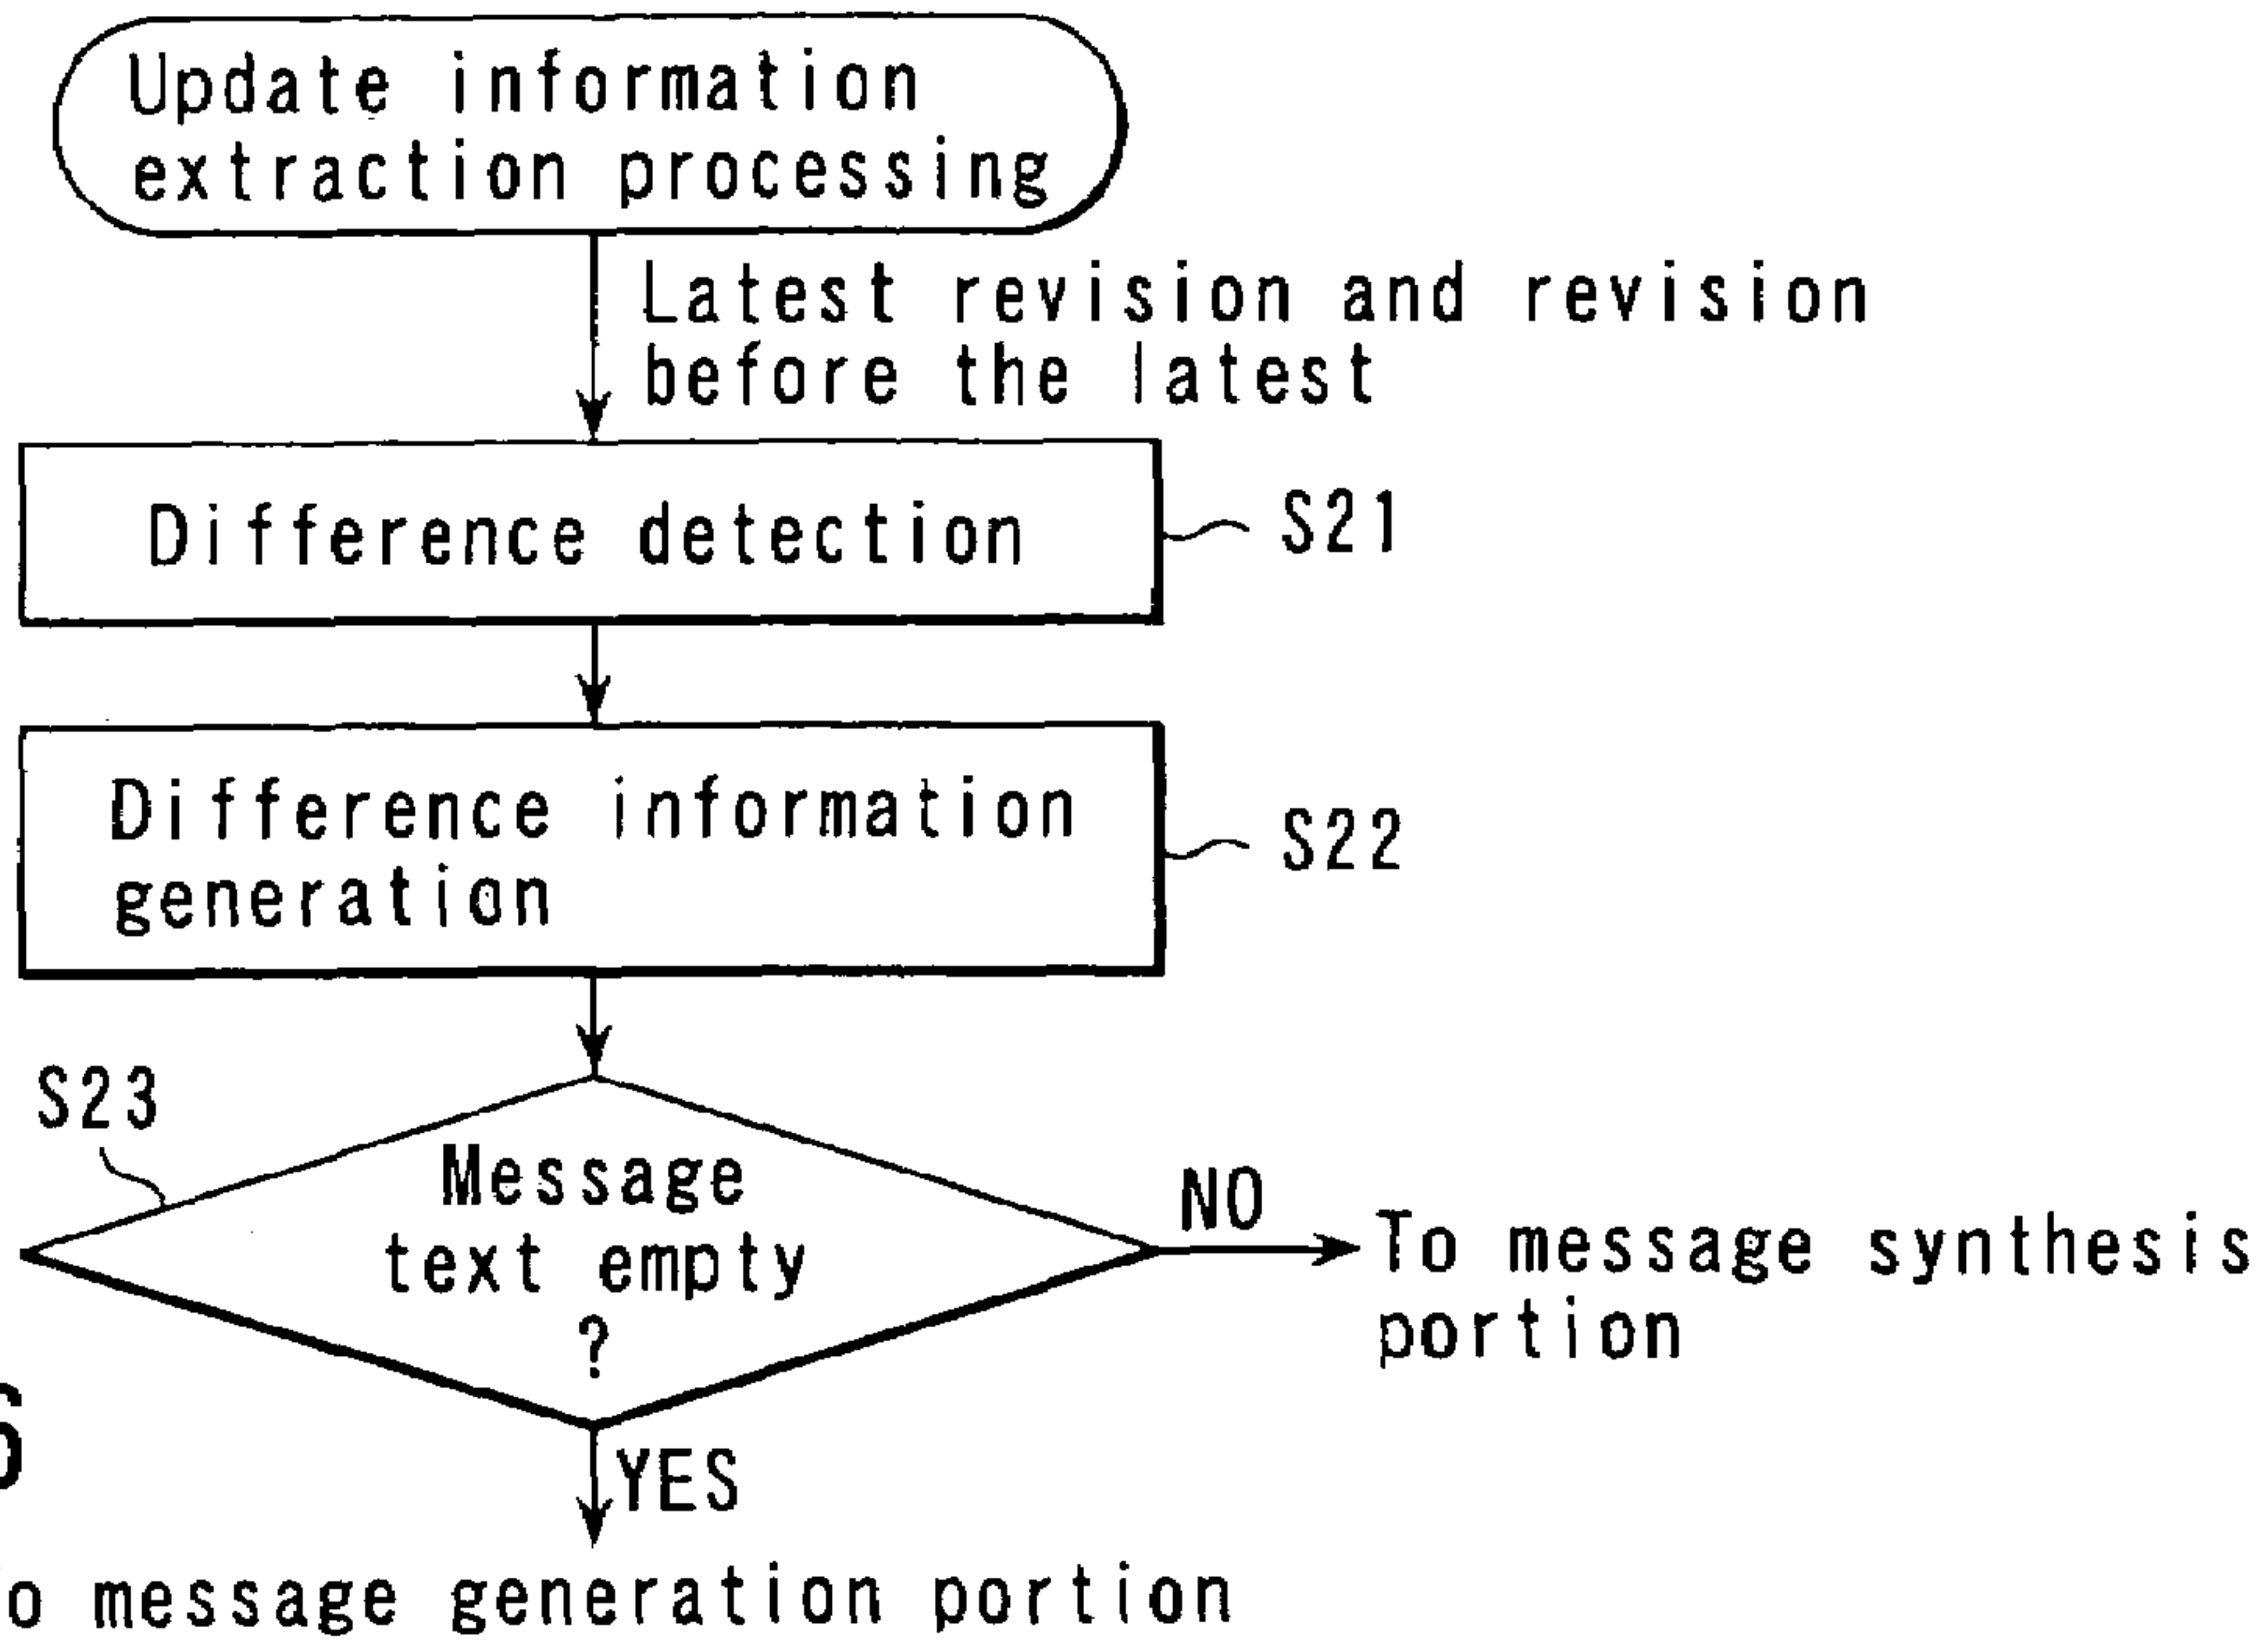 Update information
extraction processing
Latest revision and revision
before the latest
Difference detection
S21
Difference information
generation
S22
S23
Message
text empty
?
NO
To message synthesis
portion
YES
o message generation portion